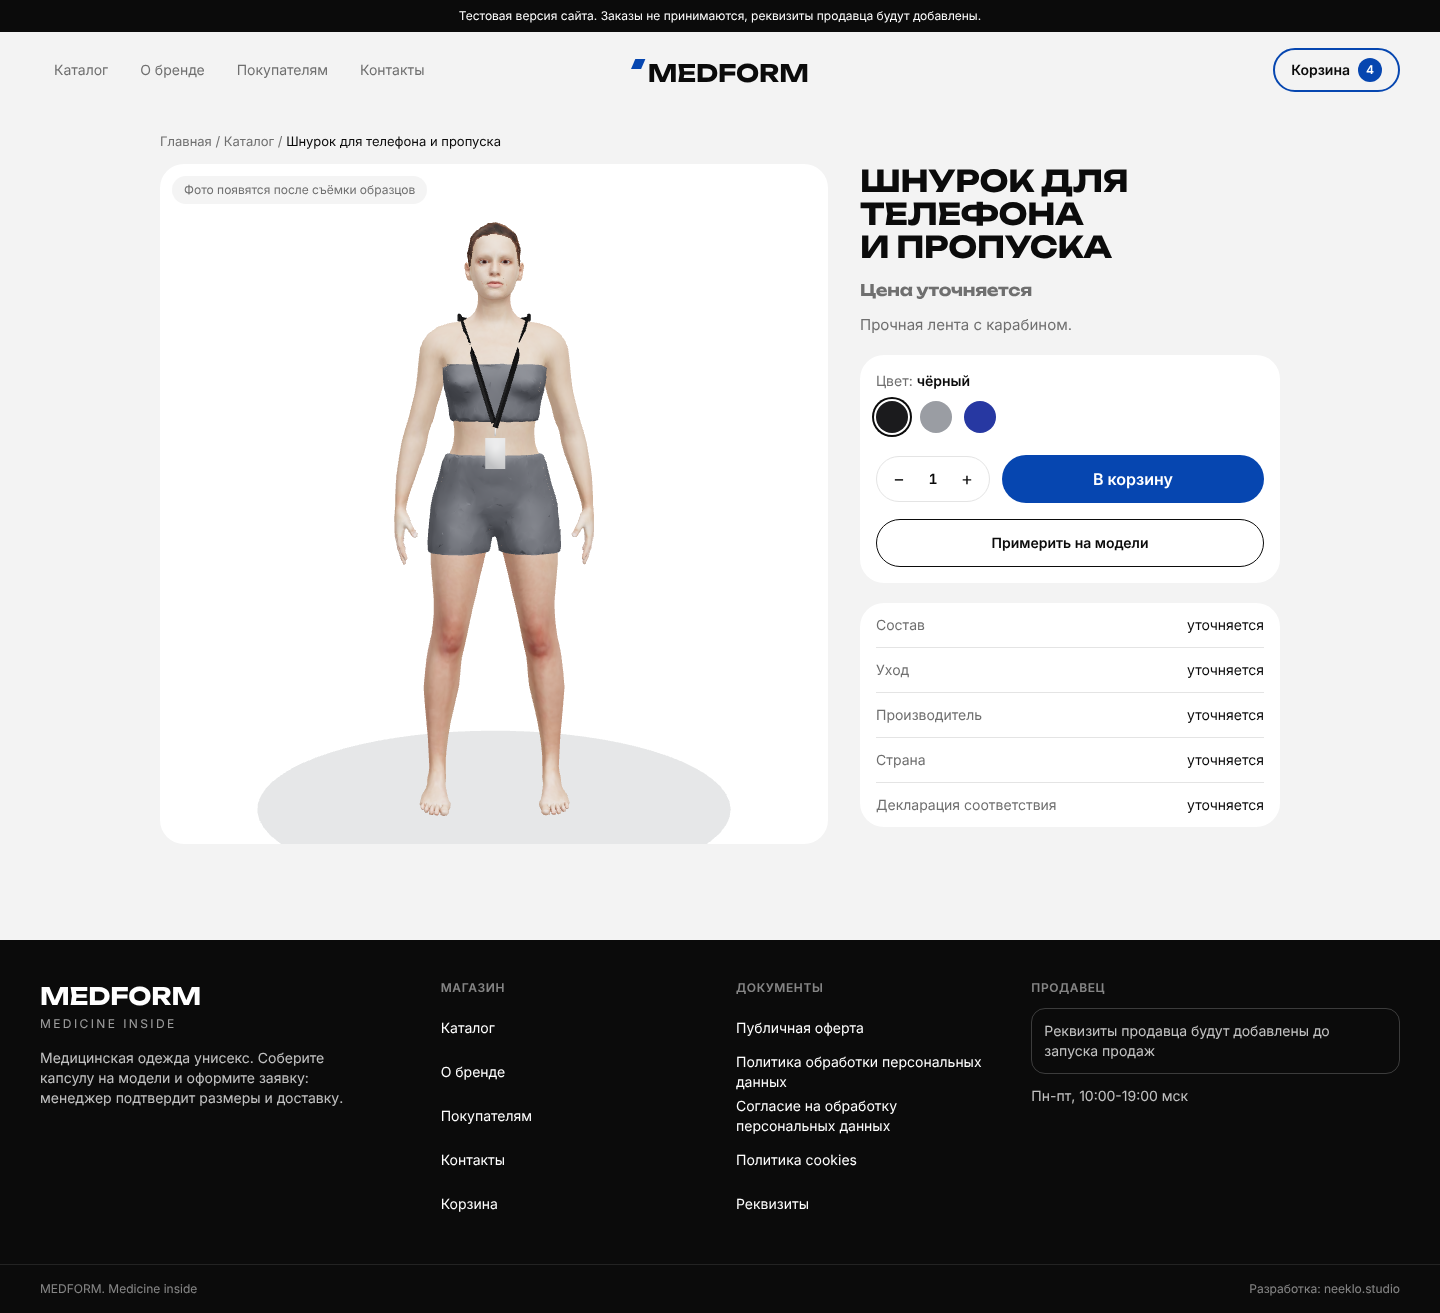 Тестовая версия сайта. Заказы не принимаются, реквизиты продавца будут добавлены.
Каталог
О бренде
Покупателям
Контакты
MEDFORM
Корзина 4
Главная / Каталог / Шнурок для телефона и пропуска
Фото появятся после съёмки образцов
ШНУРОК ДЛЯ
ТЕЛЕФОНА
И ПРОПУСКА
Цена уточняется
Прочная лента с карабином.
Цвет: чёрный
− 1 +
В корзину
Примерить на модели
Состав уточняется
Уход уточняется
Производитель уточняется
Страна уточняется
Декларация соответствия уточняется
MEDFORM
MEDICINE INSIDE
Медицинская одежда унисекс. Соберите
капсулу на модели и оформите заявку:
менеджер подтвердит размеры и доставку.
МАГАЗИН
Каталог
О бренде
Покупателям
Контакты
Корзина
ДОКУМЕНТЫ
Публичная оферта
Политика обработки персональных
данных
Согласие на обработку
персональных данных
Политика cookies
Реквизиты
ПРОДАВЕЦ
Реквизиты продавца будут добавлены до
запуска продаж
Пн-пт, 10:00-19:00 мск
MEDFORM. Medicine inside
Разработка: neeklo.studio